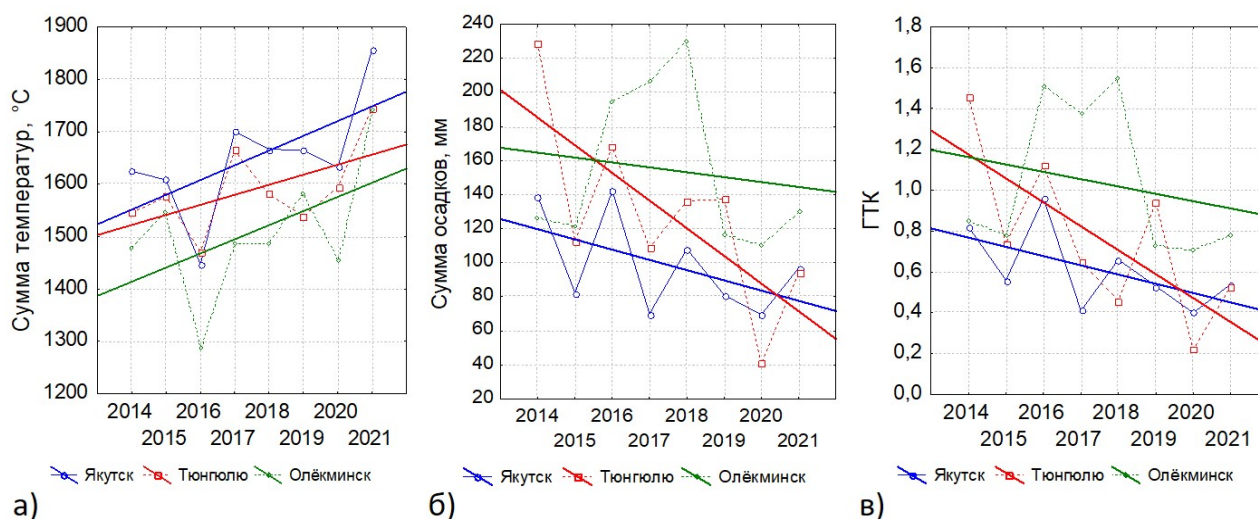 Сумма температур, °C
1900
1800
1700
1600
1500
1400
1300
1200
2014 2016 2018 2020
2015 2017 2019 2021
Якутск Тюнгюлю Олёкминск
а)
Сумма осадков, мм
240
220
200
180
160
140
120
100
80
60
40
20
2014 2016 2018 2020
2015 2017 2019 2021
Якутск Тюнгюлю Олёкминск
б)
ГТК
1,8
1,6
1,4
1,2
1,0
0,8
0,6
0,4
0,2
0,0
2014 2016 2018 2020
2015 2017 2019 2021
Якутск Тюнгюлю Олёкминск
в)